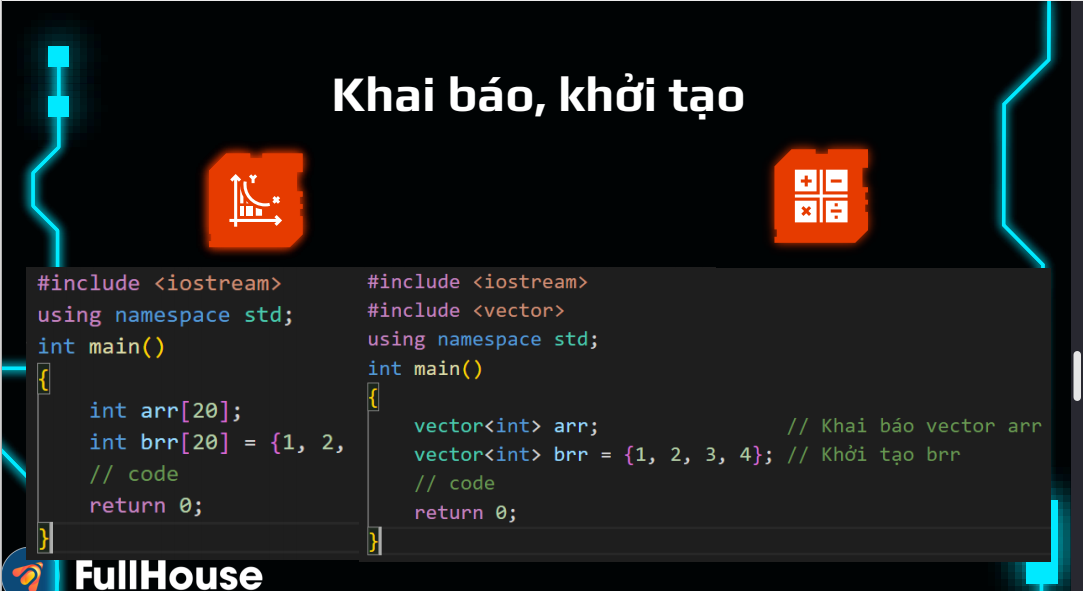 Khai báo, khởi tạo
Y
x
#include <iostream>
using namespace std;
int main()
{
    int arr[20];
    int brr[20] = {1, 2,
    // code
    return 0;
}
#include <iostream>
#include <vector>
using namespace std;
int main()
{
    vector<int> arr;                // Khai báo vector arr
    vector<int> brr = {1, 2, 3, 4}; // Khởi tạo brr
    // code
    return 0;
}
FullHouse